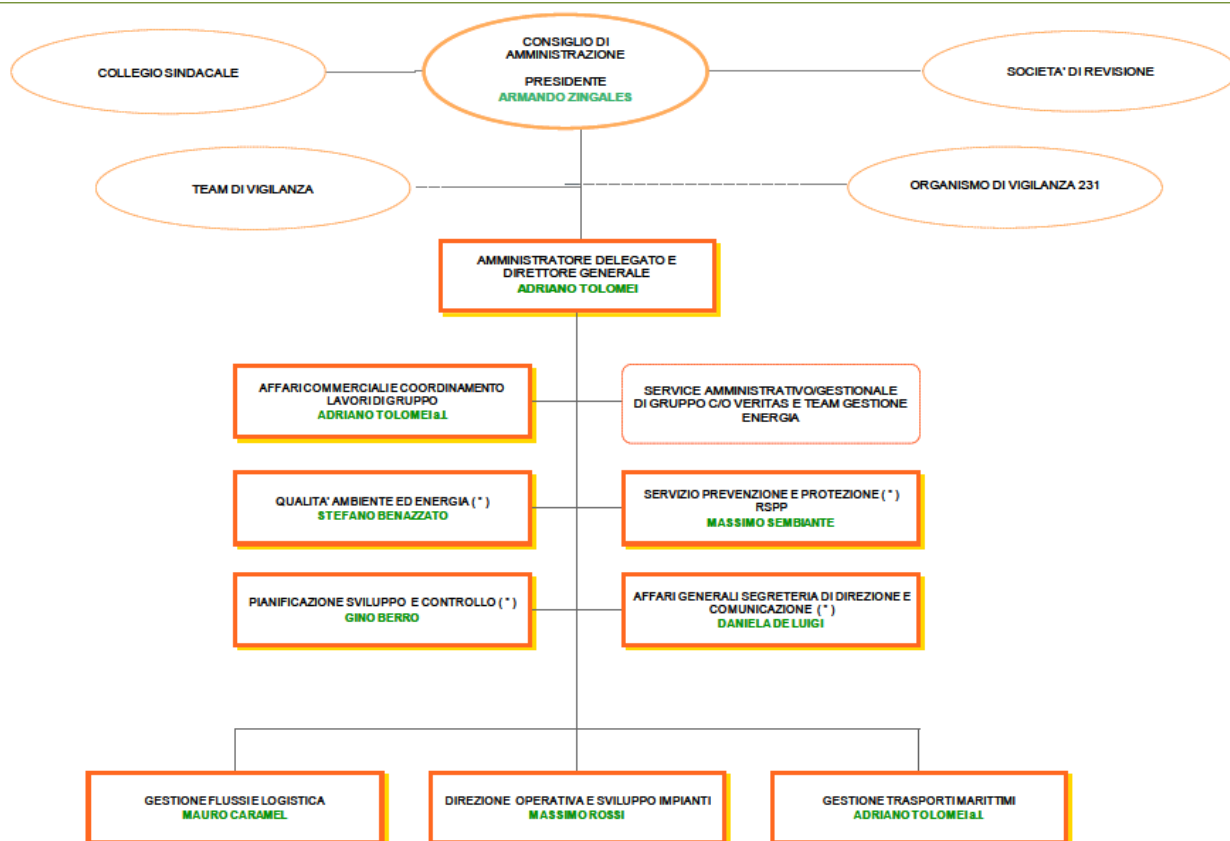 CONSIGLIO DI
AMMINISTRAZIONE
PRESIDENTE
ARMANDO ZINGALES
COLLEGIO SINDACALE
SOCIETA' DI REVISIONE
TEAM DI VIGILANZA
ORGANISMO DI VIGILANZA 231
AMMINISTRATORE DELEGATO E
DIRETTORE GENERALE
ADRIANO TOLOMEI
AFFARI COMMERCIALI E COORDINAMENTO
LAVORI DI GRUPPO
ADRIANO TOLOMEI a.I.
SERVICE AMMINISTRATIVO/GESTIONALE
DI GRUPPO C/O VERITAS E TEAM GESTIONE
ENERGIA
QUALITA' AMBIENTE ED ENERGIA ( * )
STEFANO BENAZZATO
SERVIZIO PREVENZIONE E PROTEZIONE ( * )
RSPP
MASSIMO SEMBIANTE
PIANIFICAZIONE SVILUPPO E CONTROLLO ( * )
GINO BERRO
AFFARI GENERALI SEGRETERIA DI DIREZIONE E
COMUNICAZIONE ( * )
DANIELA DE LUIGI
GESTIONE FLUSSI E LOGISTICA
MAURO CARAMEL
DIREZIONE OPERATIVA E SVILUPPO IMPIANTI
MASSIMO ROSSI
GESTIONE TRASPORTI MARITTIMI
ADRIANO TOLOMEI a.I.